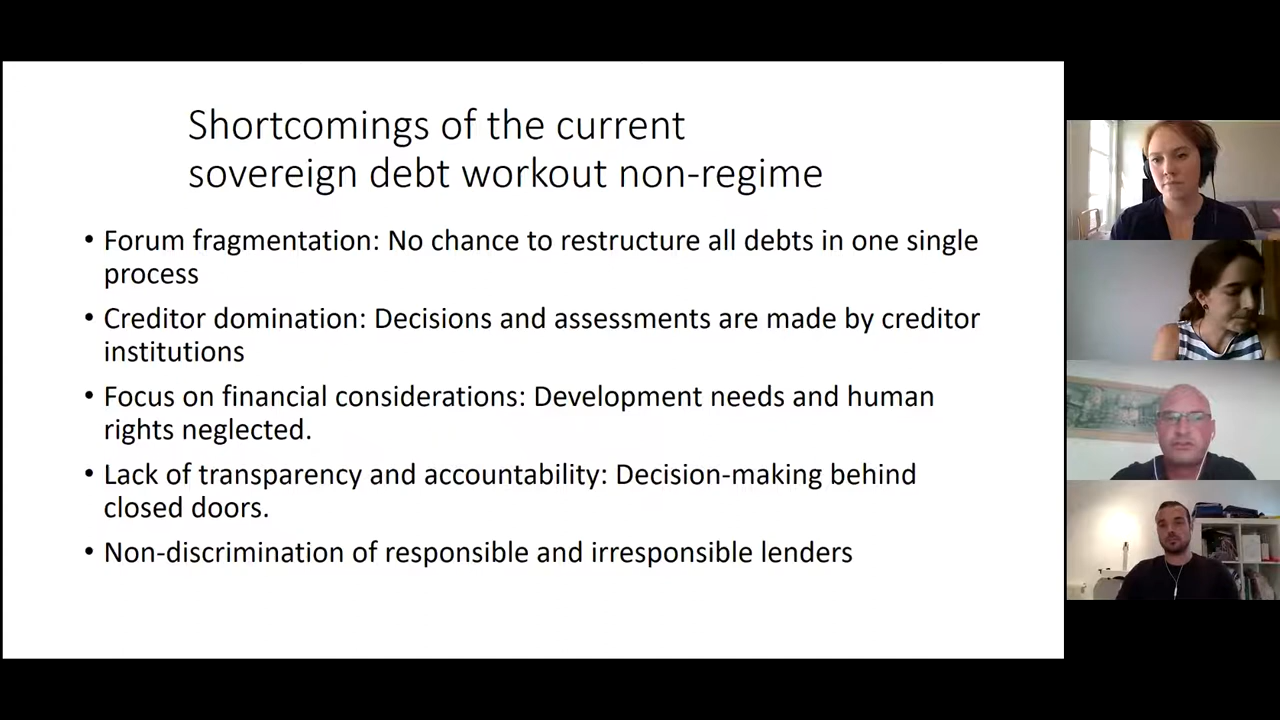 Shortcomings of the current
sovereign debt workout non-regime
• Forum fragmentation: No chance to restructure all debts in one single
process
• Creditor domination: Decisions and assessments are made by creditor
institutions
• Focus on financial considerations: Development needs and human
rights neglected.
• Lack of transparency and accountability: Decision-making behind
closed doors.
• Non-discrimination of responsible and irresponsible lenders